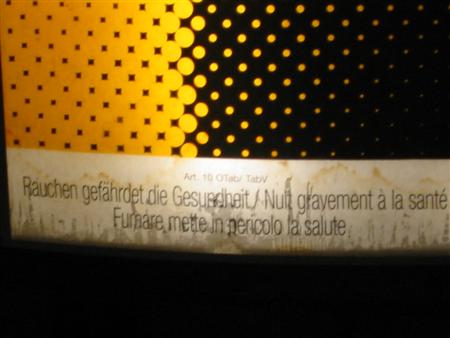 Art. 10 OTab/ TabV
Rauchen gefährdet die Gesundheit / Nuit gravement à la santé
Fumare mette in pericolo la salute